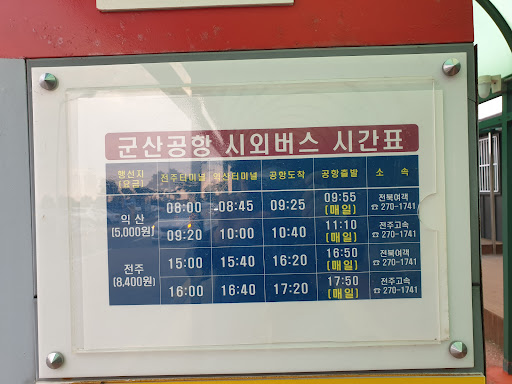 군산공항 시외버스 시간표
행선지 (요금) 전주터미널 익산터미널 공항도착 공항출발 소 속
익 산 (5,000원) 전주 (8,400원)
08:00 08:45 09:25 09:55 (매일) 전북여객 ☎ 270-1741
09:20 10:00 10:40 11:10 (매일) 전주고속 ☎ 270-1741
15:00 15:40 16:20 16:50 (매일) 전북여객 ☎ 270-1741
16:00 16:40 17:20 17:50 (매일) 전주고속 ☎ 270-1741